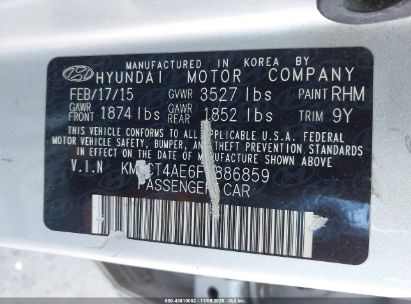 MANUFACTURED IN KOREA BY
HYUNDAI MOTOR COMPANY
FEB/17/15 GVWR 3527 lbs PAINT RHM
GAWR FRONT 1874 lbs GAWR REAR 1852 lbs TRIM 9Y
THIS VEHICLE CONFORMS TO ALL APPLICABLE U.S.A. FEDERAL
MOTOR VEHICLE SAFETY, BUMPER, AND THEFT PREVENTION STANDARDS
IN EFFECT ON THE DATE OF MANUFACTURE SHOWN ABOVE.
V.I.N
PASSENGER CAR